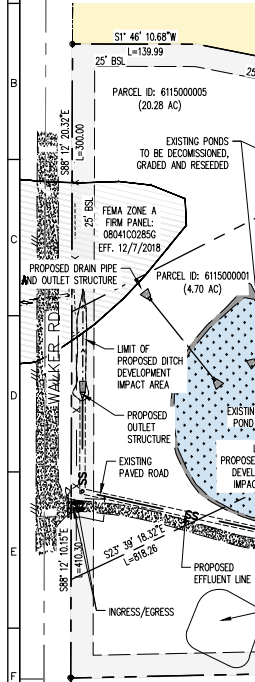 S1° 46' 10.68"W
L=139.99
25' BSL
25
B
PARCEL ID: 6115000005
(20.28 AC)
S88° 12' 20.32"E
L=300.00
EXISTING PONDS
TO BE DECOMISSIONED,
GRADED AND RESEEDED
25' BSL
FEMA ZONE A
FIRM PANEL:
08041C0285G
EFF. 12/7/2018
C
PROPOSED DRAIN PIPE
AND OUTLET STRUCTURE
PARCEL ID: 6115000001
(4.70 AC)
WALKER RD
LIMIT OF
PROPOSED DITCH
DEVELOPMENT
IMPACT AREA
D
PROPOSED
OUTLET
STRUCTURE
EXISTIN
POND
PROPOSE
DEVEL
IMPAC
EXISTING
PAVED ROAD
SS
SS
E
S88° 12' 10.15"E
L=410.30
S23° 39' 18.32"E
L=818.26
PROPOSED
EFFLUENT LINE
INGRESS/EGRESS
F